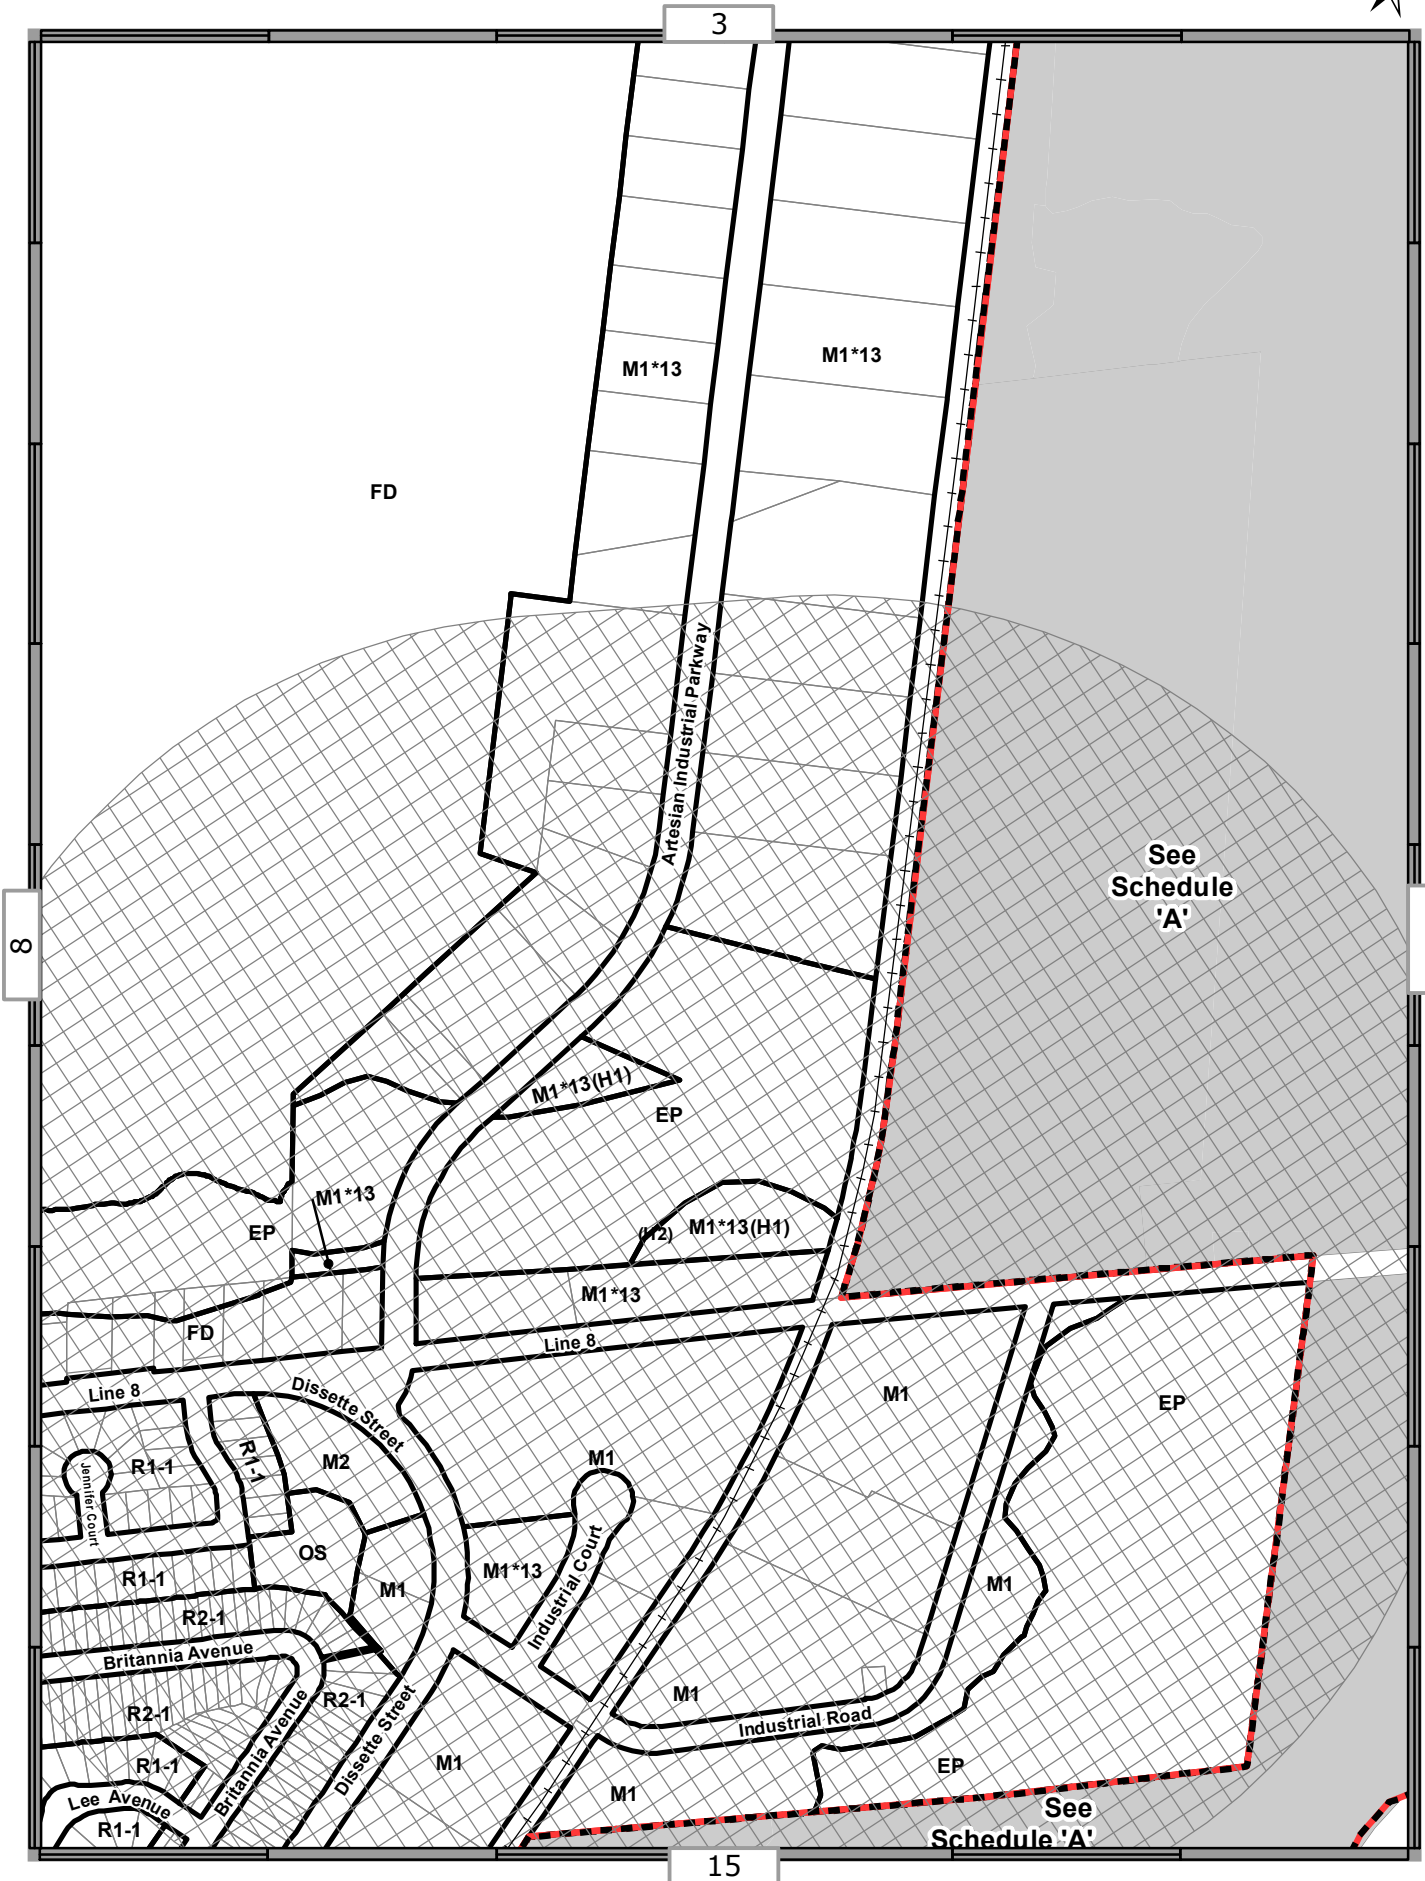 3
M1*13
M1*13
FD
Artesian Industrial Parkway
See
Schedule
'A'
8
M1*13(H1)
EP
M1*13
EP
(H2)
M1*13(H1)
M1*13
FD
Line 8
Line 8
Dissette Street
M1
EP
R1-1
R1-1
M2
M1
Jennifer Court
OS
M1*13
Industrial Court
R1-1
M1
M1
R2-1
Britannia Avenue
R2-1
R2-1
M1
Industrial Road
Dissette Street
Britannia Avenue
R1-1
M1
M1
EP
Lee Avenue
R1-1
See
Schedule 'A'
15